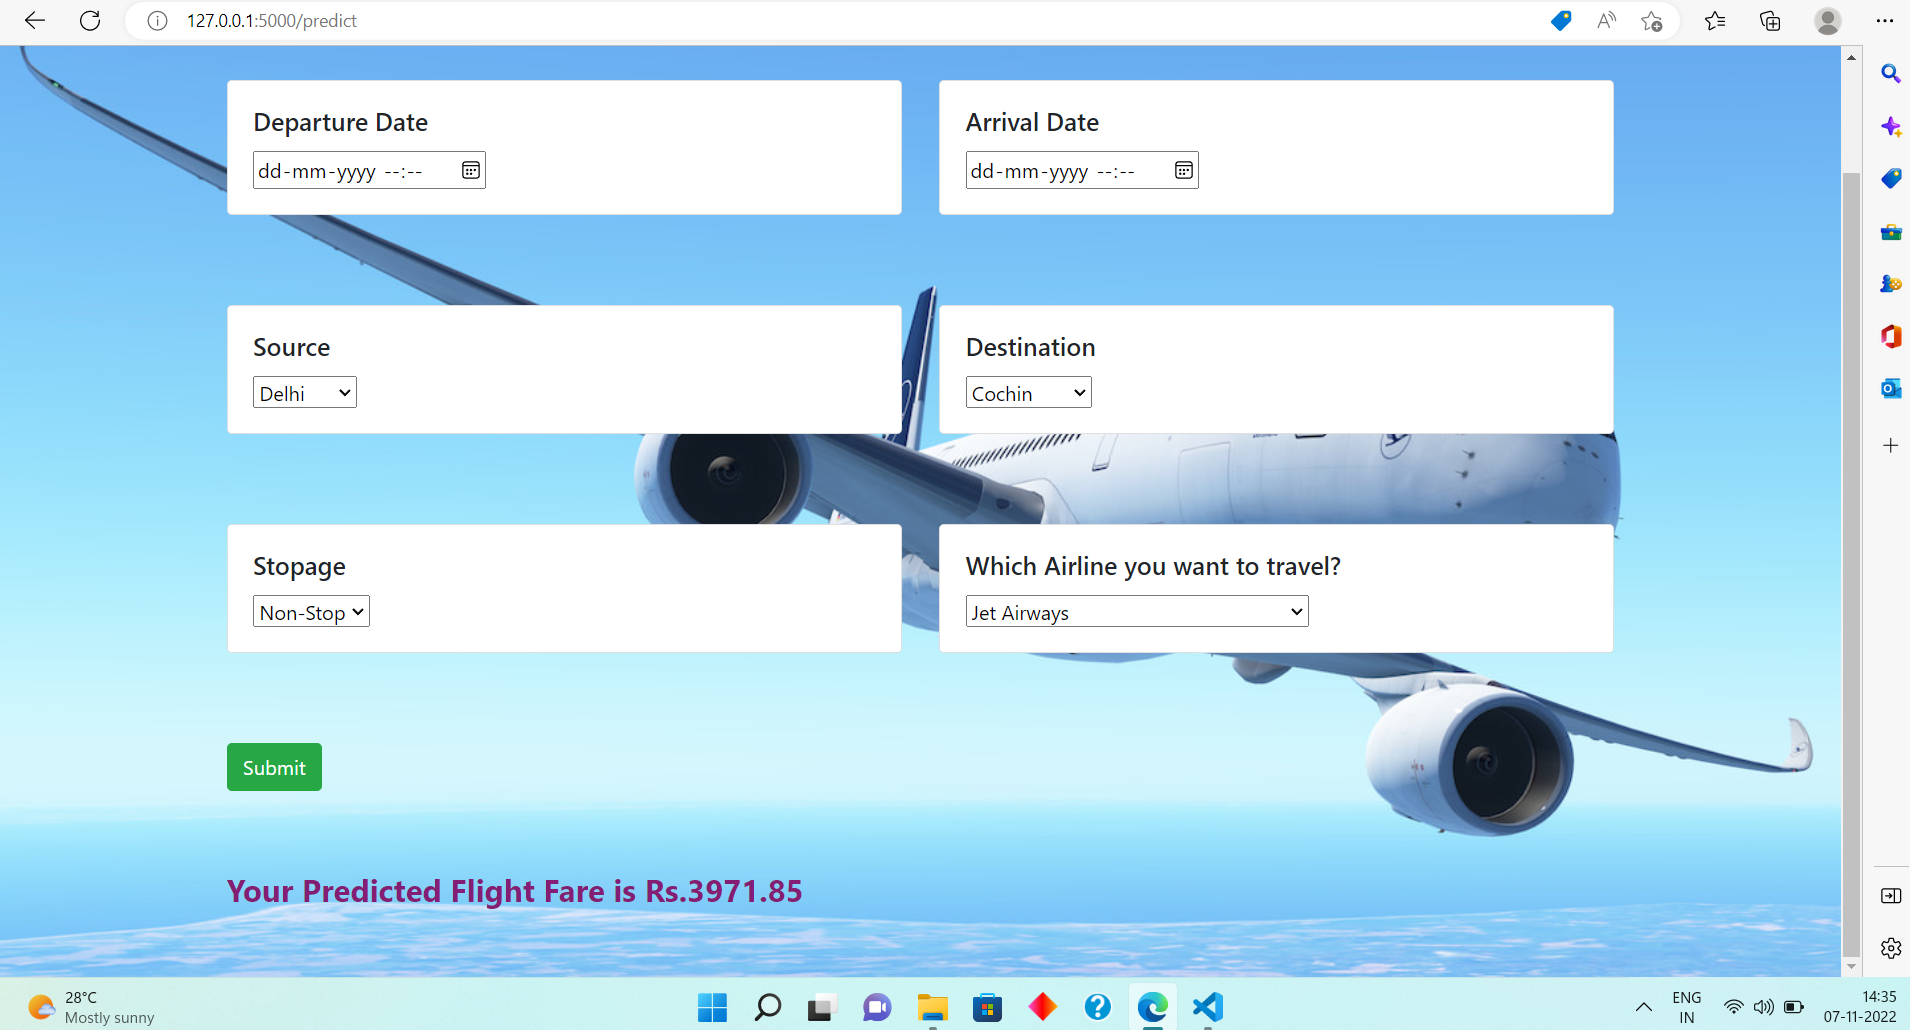 127.0.0.1:5000/predict
Departure Date
Arrival Date
dd-mm-yyyy --:--
dd-mm-yyyy --:--
Source
Destination
Delhi
Cochin
Stopage
Which Airline you want to travel?
Non-Stop
Jet Airways
Submit
Your Predicted Flight Fare is Rs.3971.85
28°C
Mostly sunny
ENG
IN
14:35
07-11-2022